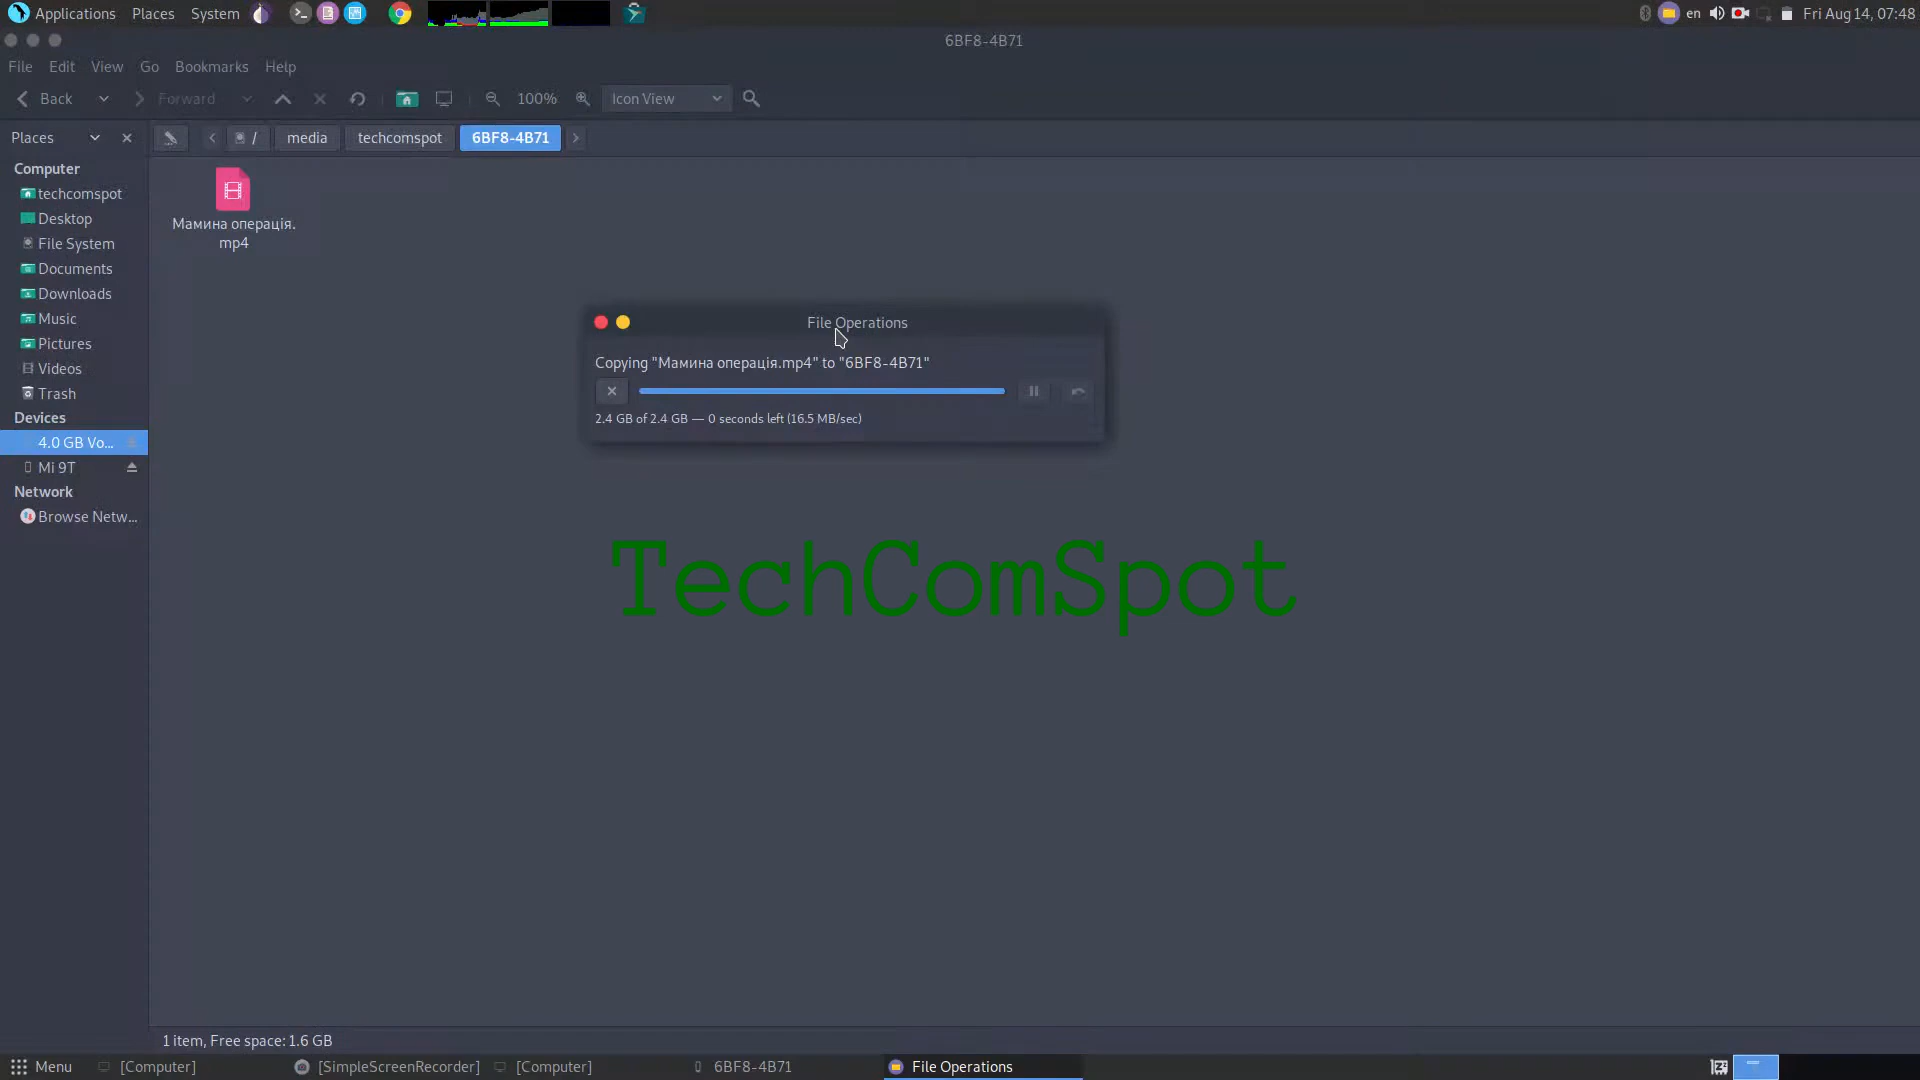 Applications Places System en Fri Aug 14, 07:48
6BF8-4B71
File Edit View Go Bookmarks Help
Back Forward 100% Icon View
Places / media techcomspot 6BF8-4B71
Computer
techcomspot
Desktop
File System
Documents
Downloads
Music
Pictures
Videos
Trash
Devices
4.0 GB Vo...
Mi 9T
Network
Browse Netw...
Мамина операція.
mp4
File Operations
Copying "Мамина операція.mp4" to "6BF8-4B71"
2.4 GB of 2.4 GB — 0 seconds left (16.5 MB/sec)
TechComSpot
1 item, Free space: 1.6 GB
Menu [Computer] [SimpleScreenRecorder] [Computer] 6BF8-4B71 File Operations